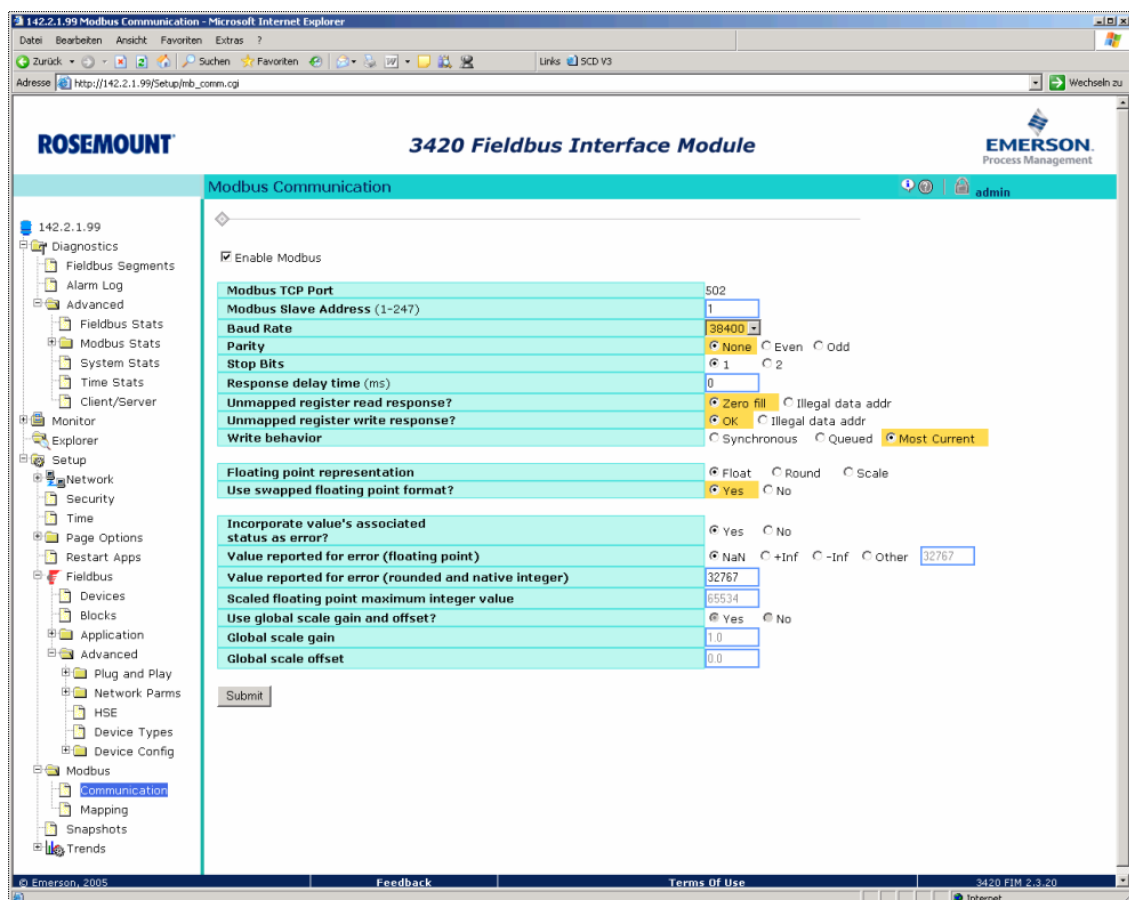 142.2.1.99 Modbus Communication - Microsoft Internet Explorer
Datei Bearbeiten Ansicht Favoriten Extras ?
Zurück Suchen Favoriten Links SCD V3
Adresse http://142.2.1.99/Setup/mb_comm.cgi Wechseln zu
ROSEMOUNT 3420 Fieldbus Interface Module EMERSON.
Process Management
Modbus Communication admin
142.2.1.99
Diagnostics
Fieldbus Segments
Alarm Log
Advanced
Fieldbus Stats
Modbus Stats
System Stats
Time Stats
Client/Server
Monitor
Explorer
Setup
Network
Security
Time
Page Options
Restart Apps
Fieldbus
Devices
Blocks
Application
Advanced
Plug and Play
Network Parms
HSE
Device Types
Device Config
Modbus
Communication
Mapping
Snapshots
Trends
Enable Modbus
Modbus TCP Port 502
Modbus Slave Address (1-247) 1
Baud Rate 38400
Parity None Even Odd
Stop Bits 1 2
Response delay time (ms) 0
Unmapped register read response? Zero fill Illegal data addr
Unmapped register write response? OK Illegal data addr
Write behavior Synchronous Queued Most Current
Floating point representation Float Round Scale
Use swapped floating point format? Yes No
Incorporate value's associated
status as error? Yes No
Value reported for error (floating point) NaN +Inf -Inf Other 32767
Value reported for error (rounded and native integer) 32767
Scaled floating point maximum integer value 65534
Use global scale gain and offset? Yes No
Global scale gain 1.0
Global scale offset 0.0
Submit
© Emerson, 2005 Feedback Terms Of Use 3420 FIM 2.3.20
Internet